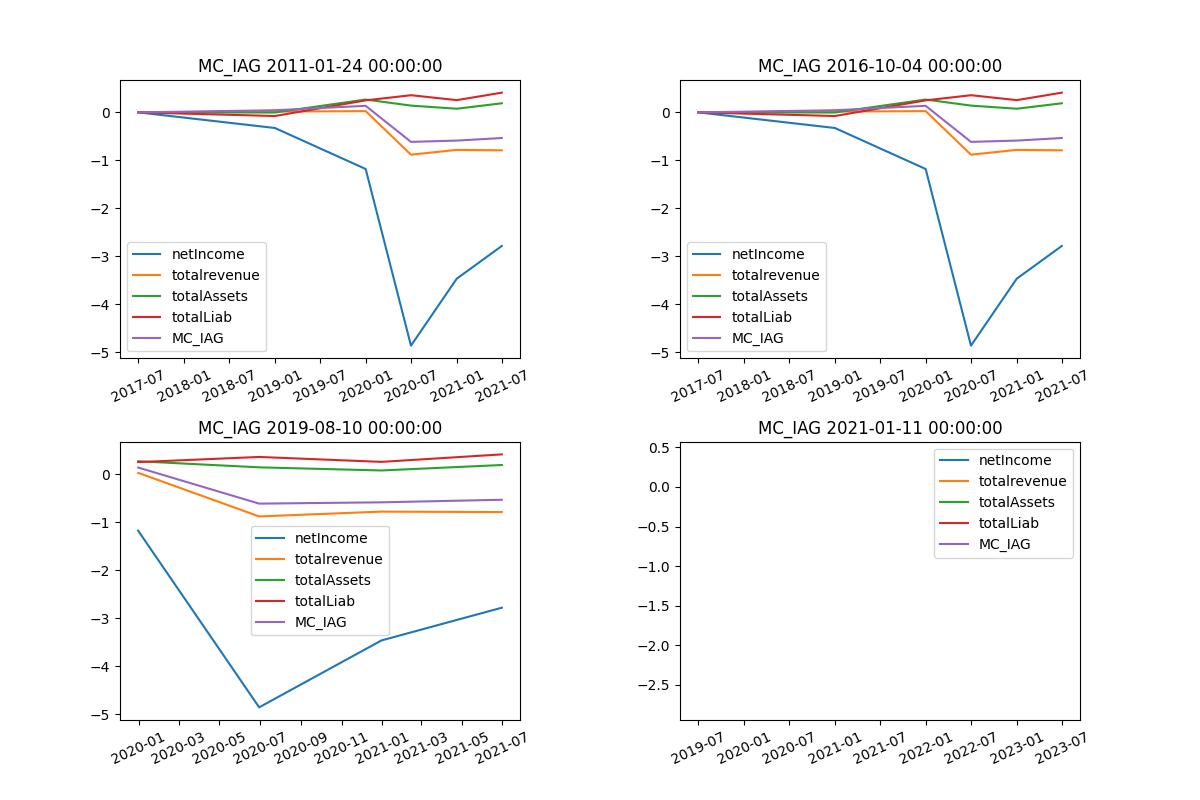 MC_IAG 2011-01-24 00:00:00
0
−1
−2
−3
−4
−5
netIncome
totalrevenue
totalAssets
totalLiab
MC_IAG
2017-07 2018-01 2018-07 2019-01 2019-07 2020-01 2020-07 2021-01 2021-07
MC_IAG 2016-10-04 00:00:00
0
−1
−2
−3
−4
−5
netIncome
totalrevenue
totalAssets
totalLiab
MC_IAG
2017-07 2018-01 2018-07 2019-01 2019-07 2020-01 2020-07 2021-01 2021-07
MC_IAG 2019-08-10 00:00:00
0
−1
−2
−3
−4
−5
netIncome
totalrevenue
totalAssets
totalLiab
MC_IAG
2020-01 2020-03 2020-05 2020-07 2020-09 2020-11 2021-01 2021-03 2021-05 2021-07
MC_IAG 2021-01-11 00:00:00
0.5
0.0
−0.5
−1.0
−1.5
−2.0
−2.5
netIncome
totalrevenue
totalAssets
totalLiab
MC_IAG
2019-07 2020-01 2020-07 2021-01 2021-07 2022-01 2022-07 2023-01 2023-07